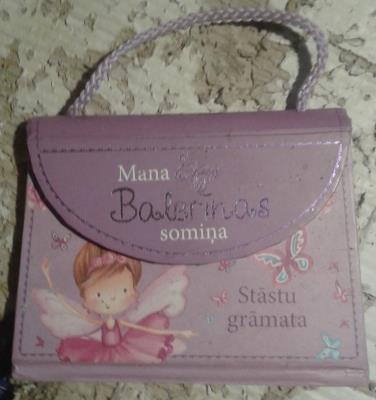 Mana
Balerīnas
somiņa
Stāstu
grāmata